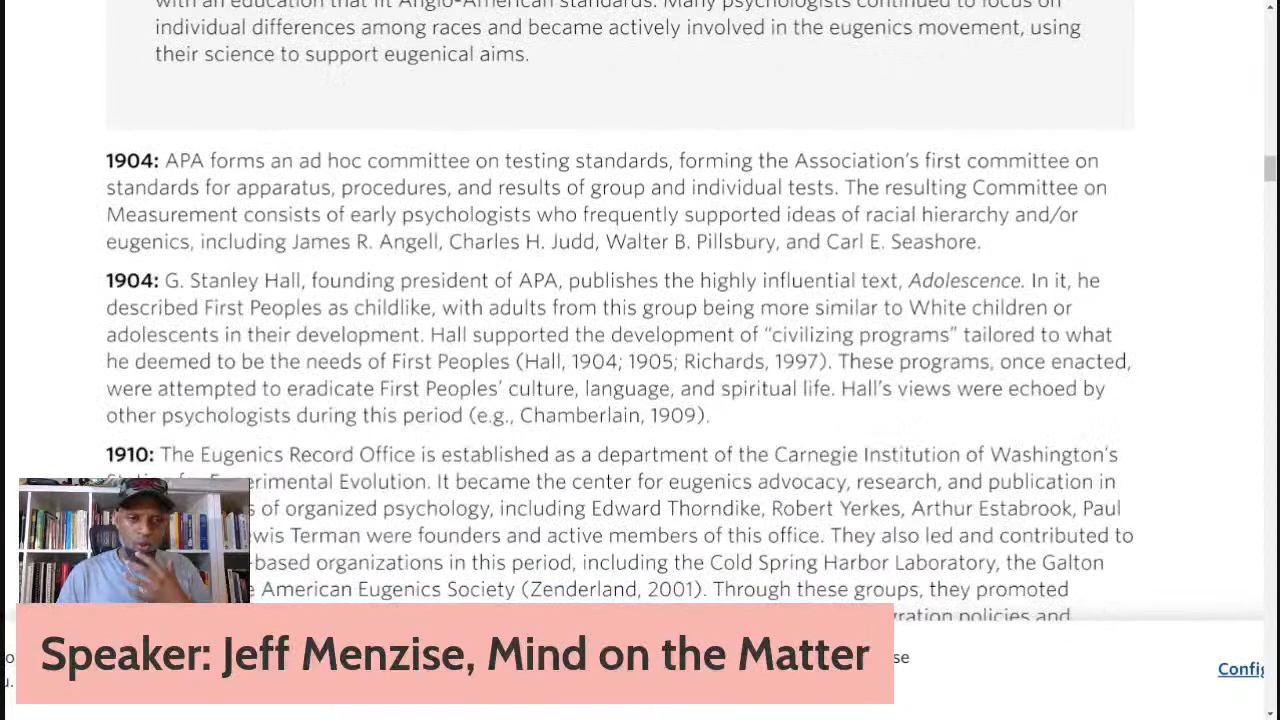 with an education that fit Anglo-American standards. Many psychologists continued to focus on
individual differences among races and became actively involved in the eugenics movement, using
their science to support eugenical aims.
1904: APA forms an ad hoc committee on testing standards, forming the Association's first committee on
standards for apparatus, procedures, and results of group and individual tests. The resulting Committee on
Measurement consists of early psychologists who frequently supported ideas of racial hierarchy and/or
eugenics, including James R. Angell, Charles H. Judd, Walter B. Pillsbury, and Carl E. Seashore.
1904: G. Stanley Hall, founding president of APA, publishes the highly influential text, Adolescence. In it, he
described First Peoples as childlike, with adults from this group being more similar to White children or
adolescents in their development. Hall supported the development of “civilizing programs” tailored to what
he deemed to be the needs of First Peoples (Hall, 1904; 1905; Richards, 1997). These programs, once enacted,
were attempted to eradicate First Peoples’ culture, language, and spiritual life. Hall’s views were echoed by
other psychologists during this period (e.g., Chamberlain, 1909).
1910: The Eugenics Record Office is established as a department of the Carnegie Institution of Washington’s
Evolution. It became the center for eugenics advocacy, research, and publication in
of organized psychology, including Edward Thorndike, Robert Yerkes, Arthur Estabrook, Paul
Terman were founders and active members of this office. They also led and contributed to
-based organizations in this period, including the Cold Spring Harbor Laboratory, the Galton
American Eugenics Society (Zenderland, 2001). Through these groups, they promoted
policies and
Speaker: Jeff Menzise, Mind on the Matter